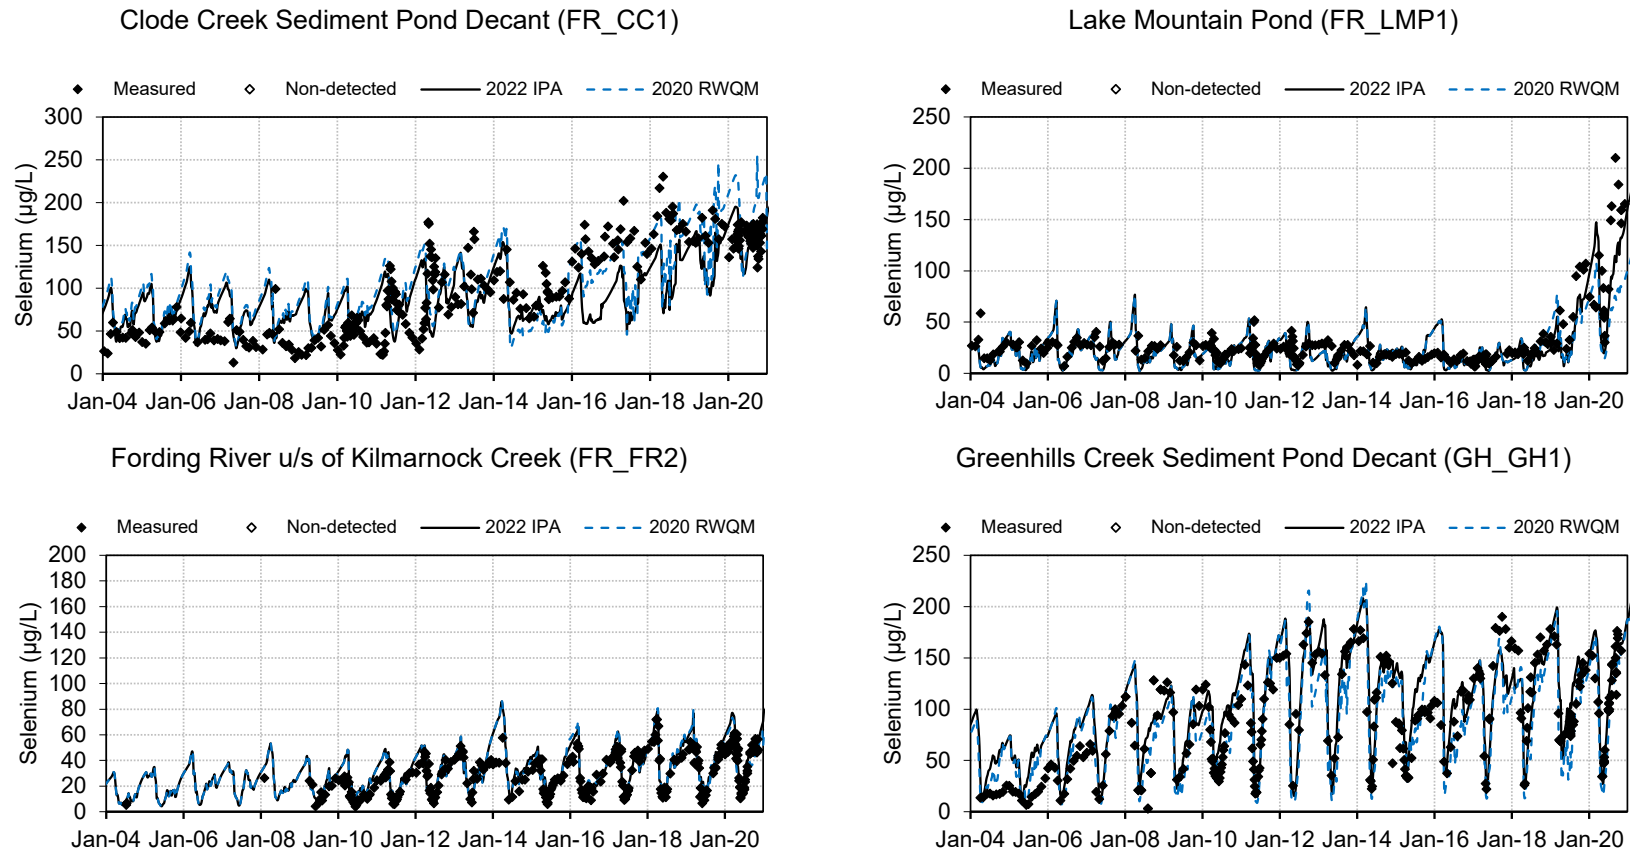 Clode Creek Sediment Pond Decant (FR_CC1)
Measured Non-detected 2022 IPA 2020 RWQM
Selenium (µg/L)
300
250
200
150
100
50
0
Jan-04 Jan-06 Jan-08 Jan-10 Jan-12 Jan-14 Jan-16 Jan-18 Jan-20
Lake Mountain Pond (FR_LMP1)
Measured Non-detected 2022 IPA 2020 RWQM
Selenium (µg/L)
250
200
150
100
50
0
Jan-04 Jan-06 Jan-08 Jan-10 Jan-12 Jan-14 Jan-16 Jan-18 Jan-20
Fording River u/s of Kilmarnock Creek (FR_FR2)
Measured Non-detected 2022 IPA 2020 RWQM
Selenium (µg/L)
200
180
160
140
120
100
80
60
40
20
0
Jan-04 Jan-06 Jan-08 Jan-10 Jan-12 Jan-14 Jan-16 Jan-18 Jan-20
Greenhills Creek Sediment Pond Decant (GH_GH1)
Measured Non-detected 2022 IPA 2020 RWQM
Selenium (µg/L)
250
200
150
100
50
0
Jan-04 Jan-06 Jan-08 Jan-10 Jan-12 Jan-14 Jan-16 Jan-18 Jan-20